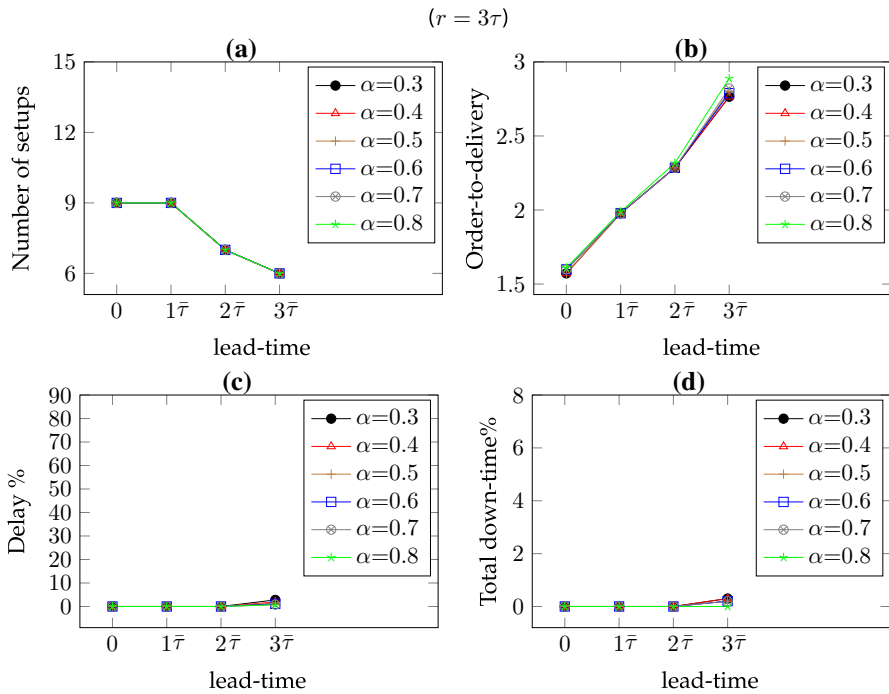 (r = 3τ)
(a)
15
12
9
6
Number of setups
0 1τ̄ 2τ̄ 3τ̄
lead-time
α=0.3
α=0.4
α=0.5
α=0.6
α=0.7
α=0.8
(b)
3
2.5
2
1.5
Order-to-delivery
0 1τ̄ 2τ̄ 3τ̄
lead-time
α=0.3
α=0.4
α=0.5
α=0.6
α=0.7
α=0.8
(c)
90
80
70
60
50
40
30
20
10
0
Delay %
0 1τ̄ 2τ̄ 3τ̄
lead-time
α=0.3
α=0.4
α=0.5
α=0.6
α=0.7
α=0.8
(d)
8
6
4
2
0
Total down-time%
0 1τ̄ 2τ̄ 3τ̄
lead-time
α=0.3
α=0.4
α=0.5
α=0.6
α=0.7
α=0.8